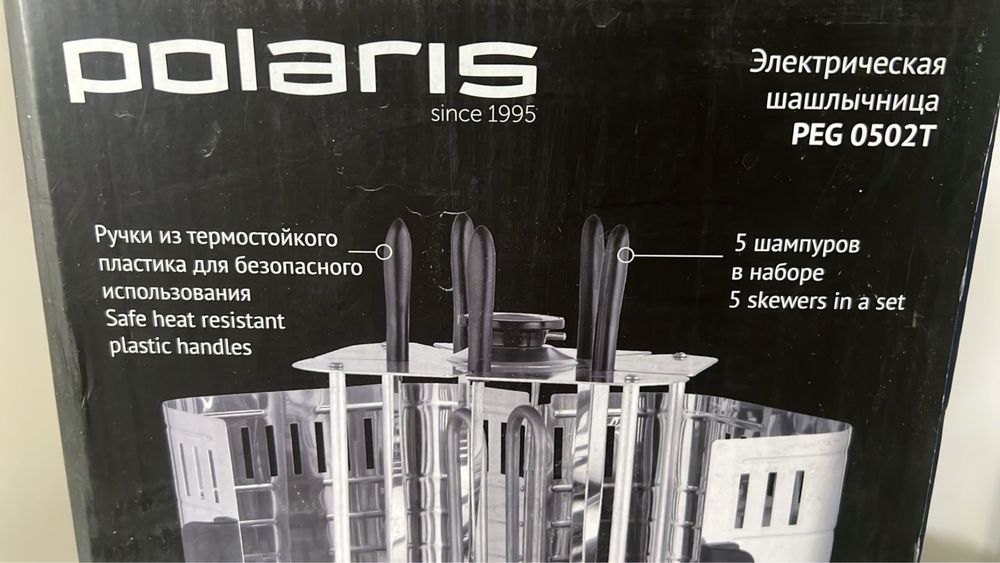 polaris
since 1995
Электрическая
шашлычница
PEG 0502T
Ручки из термостойкого
пластика для безопасного
использования
Safe heat resistant
plastic handles
5 шампуров
в наборе
5 skewers in a set